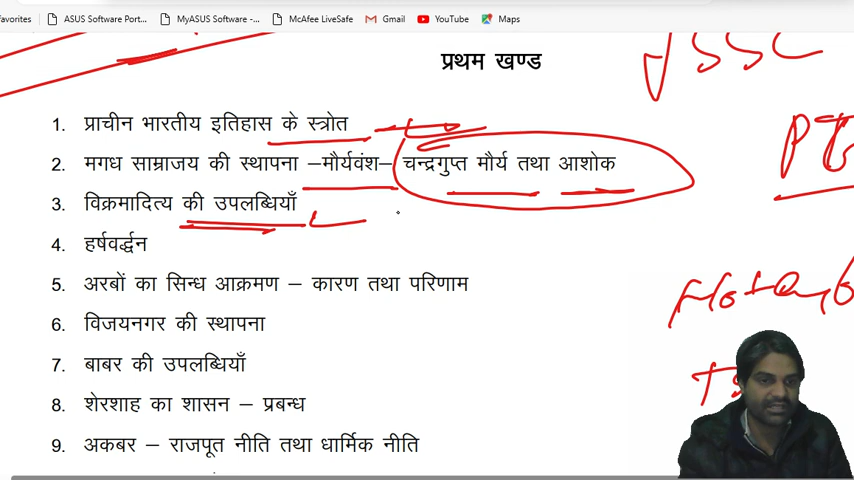 avorites ASUS Software Port... MyASUS Software -... McAfee LiveSafe Gmail YouTube Maps
प्रथम खण्ड
SSC
1. प्राचीन भारतीय इतिहास के स्त्रोत
2. मगध साम्राजय की स्थापना –मौर्यवंश– चन्द्रगुप्त मौर्य तथा आशोक
3. विक्रमादित्य की उपलब्धियाँ
4. हर्षवर्द्धन
5. अरबों का सिन्ध आक्रमण – कारण तथा परिणाम
6. विजयनगर की स्थापना
7. बाबर की उपलब्धियाँ
8. शेरशाह का शासन – प्रबन्ध
9. अकबर – राजपूत नीति तथा धार्मिक नीति